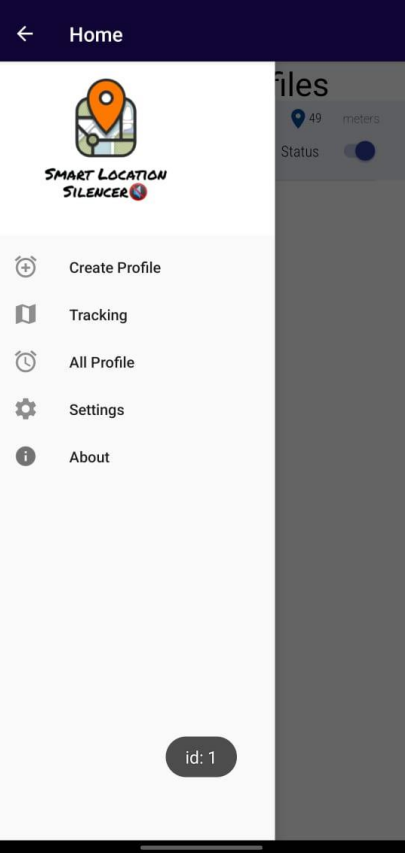 Home
files
49 meters
Status
SMART LOCATION
SILENCER
Create Profile
Tracking
All Profile
Settings
About
id: 1